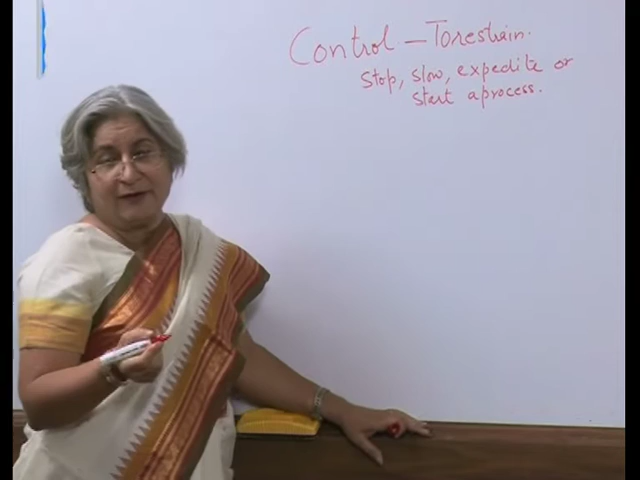 Control - To restrain.
Stop, slow, expedite or
start a process.